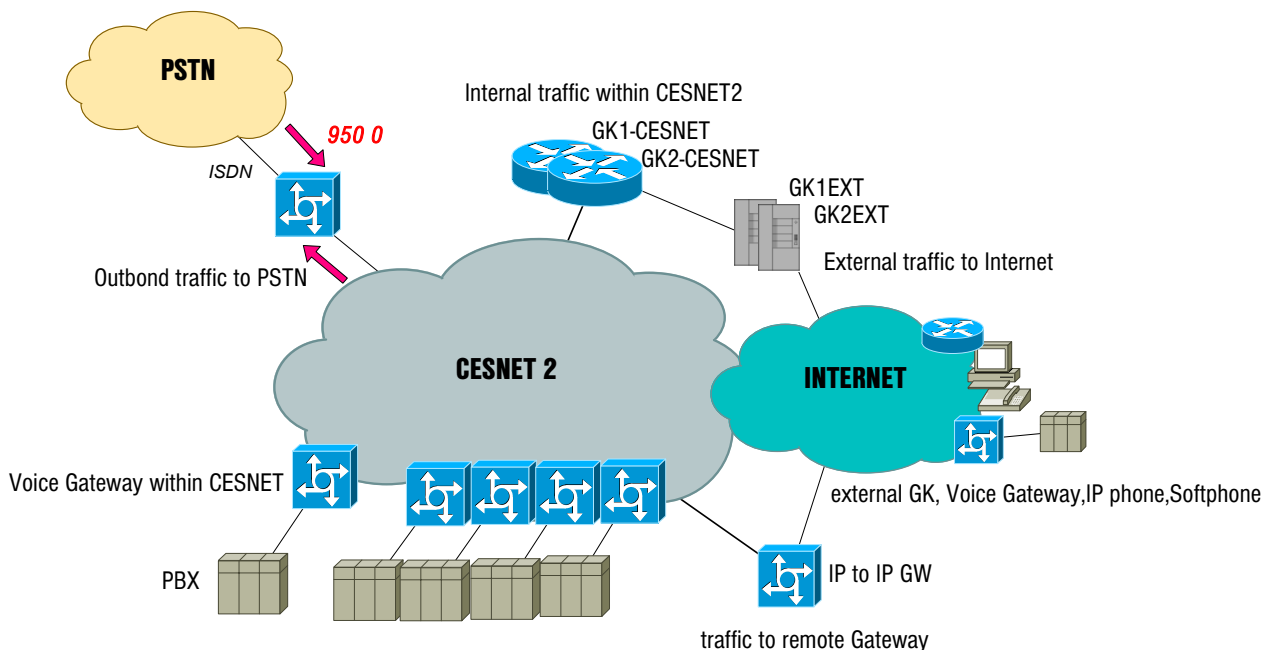 PSTN
950 0
ISDN
Outbond traffic to PSTN
Internal traffic within CESNET2
GK1-CESNET
GK2-CESNET
GK1EXT
GK2EXT
External traffic to Internet
CESNET 2
INTERNET
Voice Gateway within CESNET
PBX
external GK, Voice Gateway,IP phone,Softphone
IP to IP GW
traffic to remote Gateway